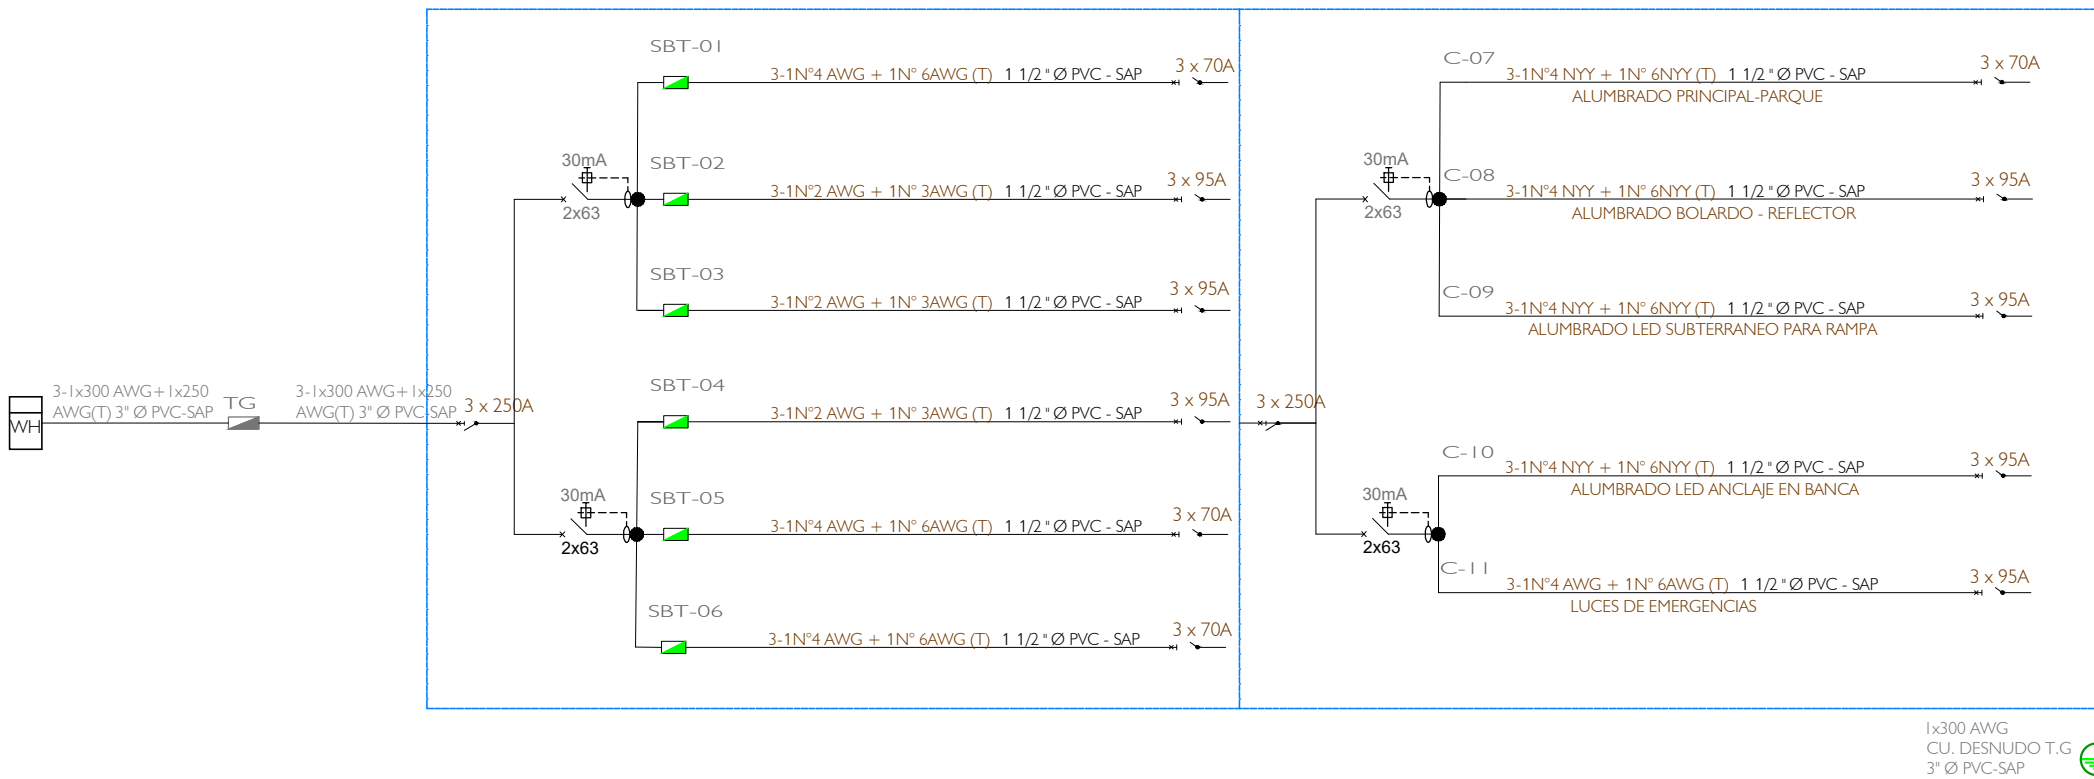 WH
3-1x300 AWG+1x250
AWG(T) 3" Ø PVC-SAP
TG
3-1x300 AWG+1x250
AWG(T) 3" Ø PVC-SAP
3 x 250A
30mA
2x63
SBT-01
3-1N°4 AWG + 1N° 6AWG (T) 1 1/2 " Ø PVC - SAP
3 x 70A
SBT-02
3-1N°2 AWG + 1N° 3AWG (T) 1 1/2 " Ø PVC - SAP
3 x 95A
SBT-03
3-1N°2 AWG + 1N° 3AWG (T) 1 1/2 " Ø PVC - SAP
3 x 95A
30mA
2x63
SBT-04
3-1N°2 AWG + 1N° 3AWG (T) 1 1/2 " Ø PVC - SAP
3 x 95A
SBT-05
3-1N°4 AWG + 1N° 6AWG (T) 1 1/2 " Ø PVC - SAP
3 x 70A
SBT-06
3-1N°4 AWG + 1N° 6AWG (T) 1 1/2 " Ø PVC - SAP
3 x 70A
3 x 250A
30mA
2x63
C-07
3-1N°4 NYY + 1N° 6NYY (T) 1 1/2 " Ø PVC - SAP
3 x 70A
ALUMBRADO PRINCIPAL-PARQUE
C-08
3-1N°4 NYY + 1N° 6NYY (T) 1 1/2 " Ø PVC - SAP
3 x 95A
ALUMBRADO BOLARDO - REFLECTOR
C-09
3-1N°4 NYY + 1N° 6NYY (T) 1 1/2 " Ø PVC - SAP
3 x 95A
ALUMBRADO LED SUBTERRANEO PARA RAMPA
30mA
2x63
C-10
3-1N°4 NYY + 1N° 6NYY (T) 1 1/2 " Ø PVC - SAP
3 x 95A
ALUMBRADO LED ANCLAJE EN BANCA
C-11
3-1N°4 AWG + 1N° 6AWG (T) 1 1/2 " Ø PVC - SAP
3 x 95A
LUCES DE EMERGENCIAS
1x300 AWG
CU. DESNUDO T.G
3" Ø PVC-SAP